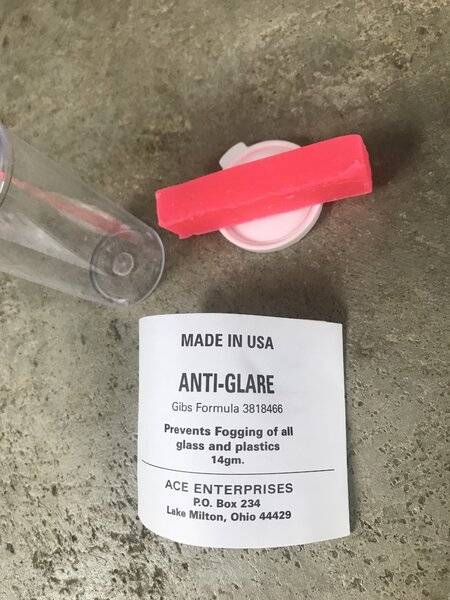 MADE IN USA
ANTI-GLARE
Gibs Formula 3818466
Prevents Fogging of all
glass and plastics
14gm.
ACE ENTERPRISES
P.O. Box 234
Lake Milton, Ohio 44429